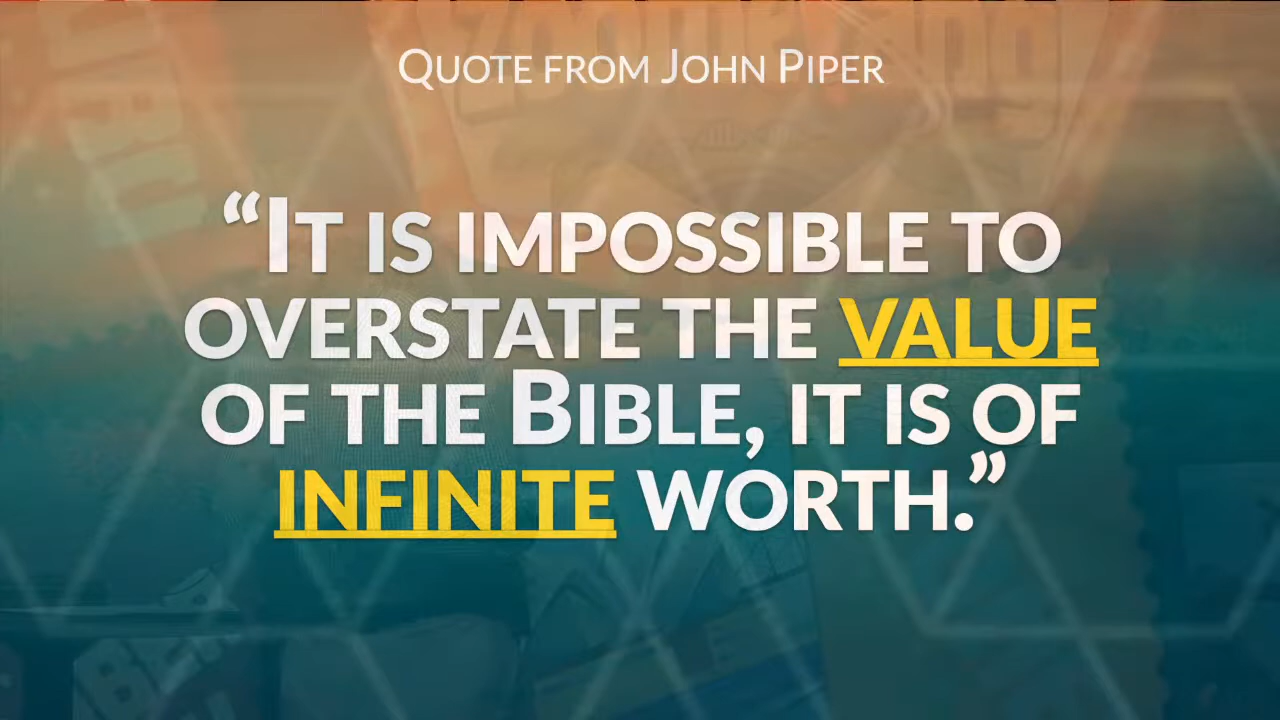 Quote from John Piper
“It is impossible to
overstate the value
of the Bible, it is of
infinite worth.”